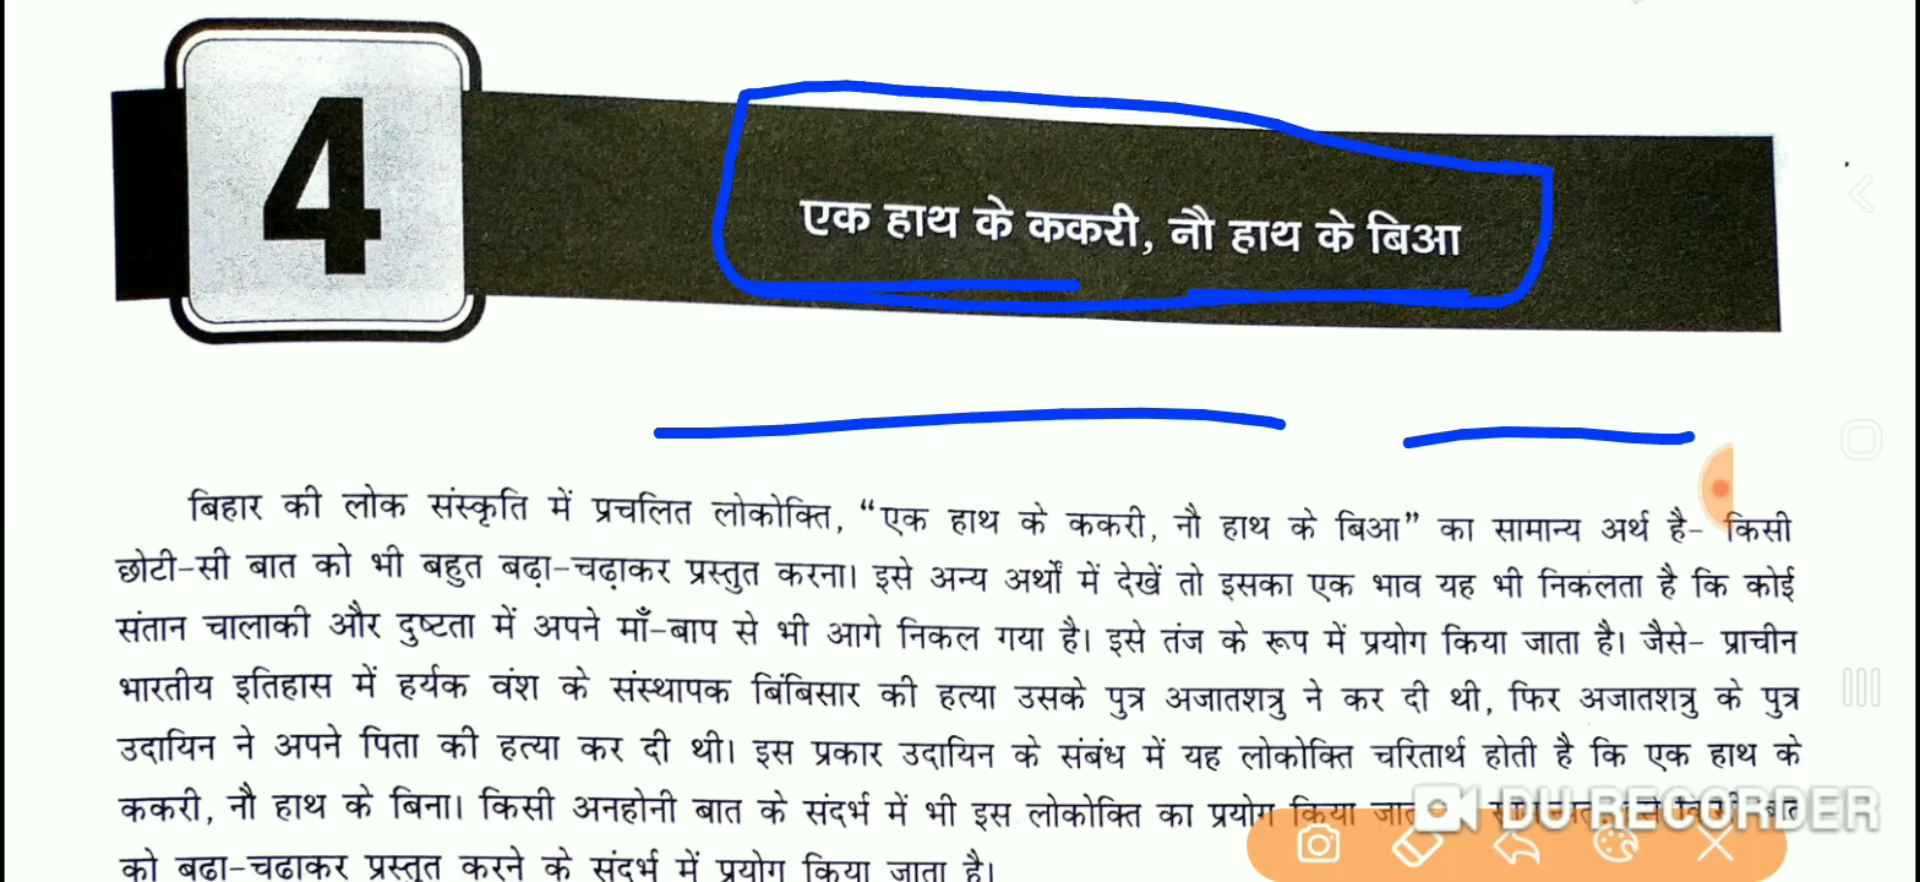 4
एक हाथ के ककरी, नौ हाथ के बिआ
बिहार की लोक संस्कृति में प्रचलित लोकोक्ति, “एक हाथ के ककरी, नौ हाथ के बिआ” का सामान्य अर्थ है- किसी
छोटी-सी बात को भी बहुत बढ़ा-चढ़ाकर प्रस्तुत करना। इसे अन्य अर्थों में देखें तो इसका एक भाव यह भी निकलता है कि कोई
संतान चालाकी और दुष्टता में अपने माँ-बाप से भी आगे निकल गया है। इसे तंज के रूप में प्रयोग किया जाता है। जैसे- प्राचीन
भारतीय इतिहास में हर्यक वंश के संस्थापक बिंबिसार की हत्या उसके पुत्र अजातशत्रु ने कर दी थी, फिर अजातशत्रु के पुत्र
उदायिन ने अपने पिता की हत्या कर दी थी। इस प्रकार उदायिन के संबंध में यह लोकोक्ति चरितार्थ होती है कि एक हाथ के
ककरी, नौ हाथ के बिना। किसी अनहोनी बात के संदर्भ में भी इस लोकोक्ति का प्रयोग किया बात
DU RECORDER
को बढा-चढाकर प्रस्तुत करने के संदर्भ में प्रयोग किया जाता है।